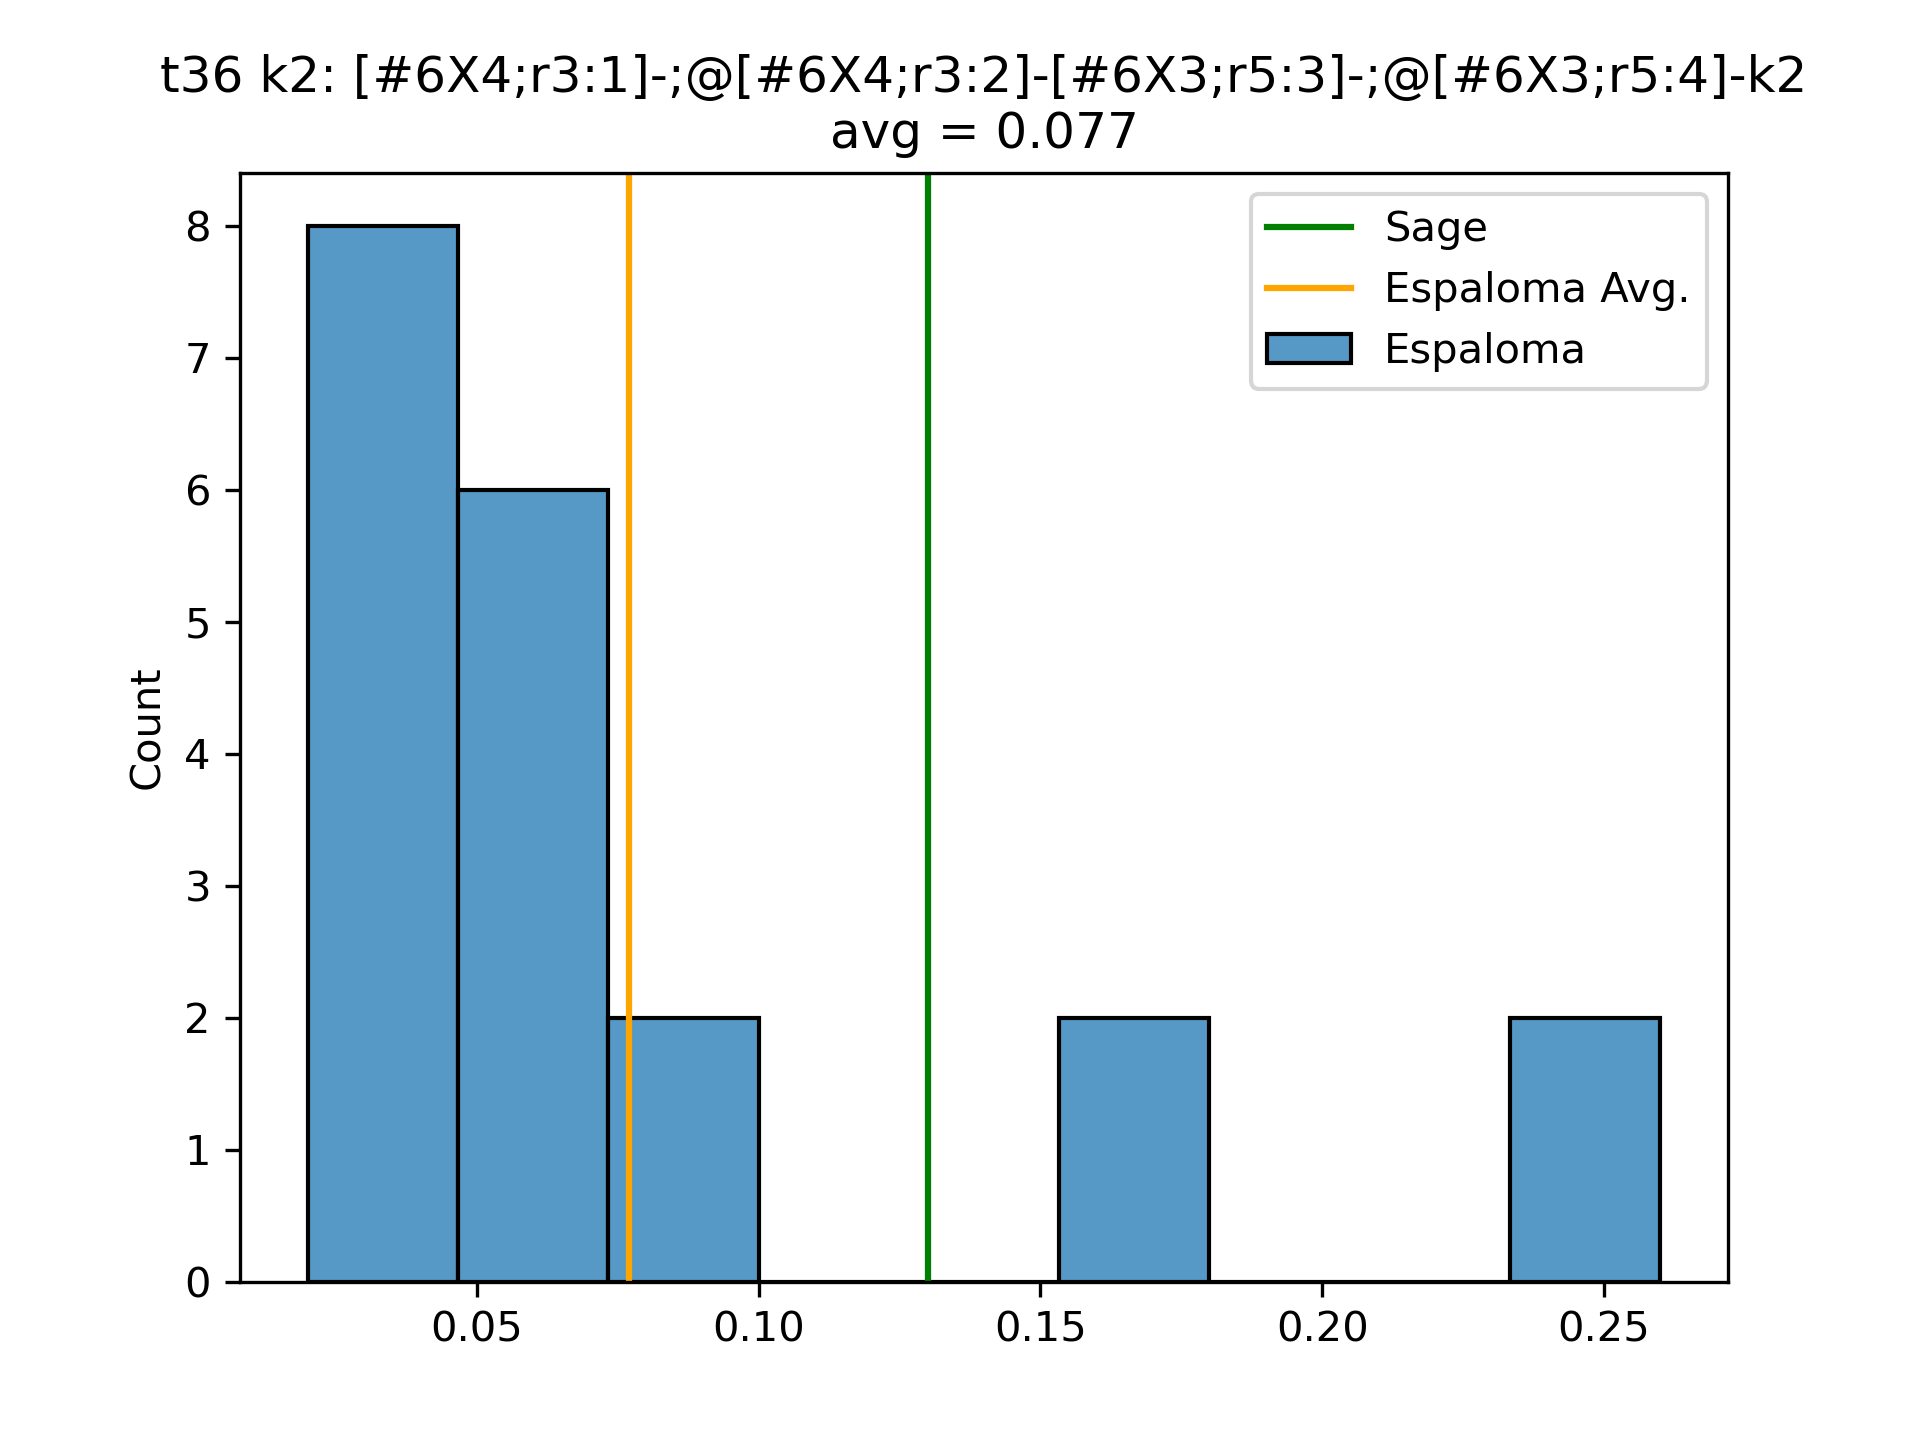 t36 k2: [#6X4;r3:1]-;@[#6X4;r3:2]-[#6X3;r5:3]-;@[#6X3;r5:4]-k2
avg = 0.077
Sage
Espaloma Avg.
Espaloma
Count
8
7
6
5
4
3
2
1
0
0.05 0.10 0.15 0.20 0.25